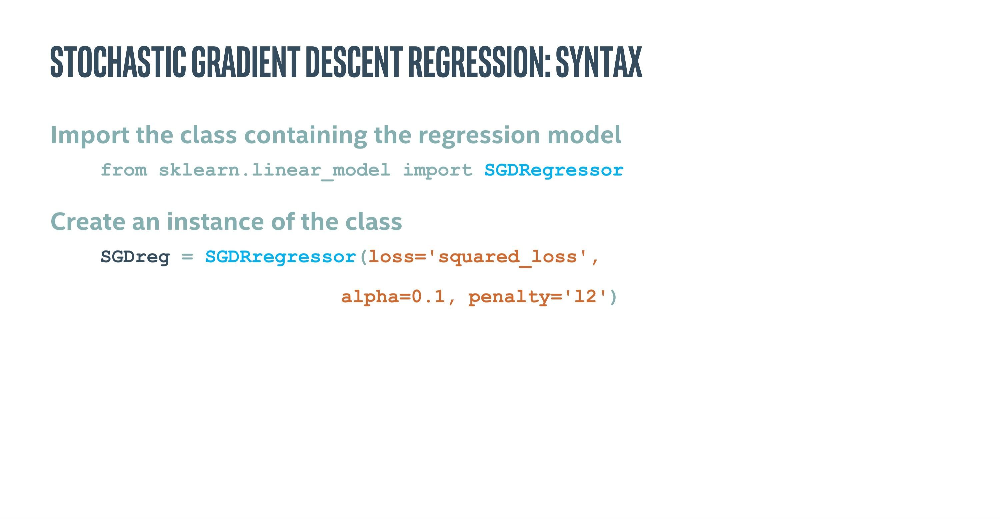 STOCHASTIC GRADIENT DESCENT REGRESSION: SYNTAX
Import the class containing the regression model
from sklearn.linear_model import SGDRegressor
Create an instance of the class
SGDreg = SGDRregressor(loss='squared_loss',
alpha=0.1, penalty='l2')